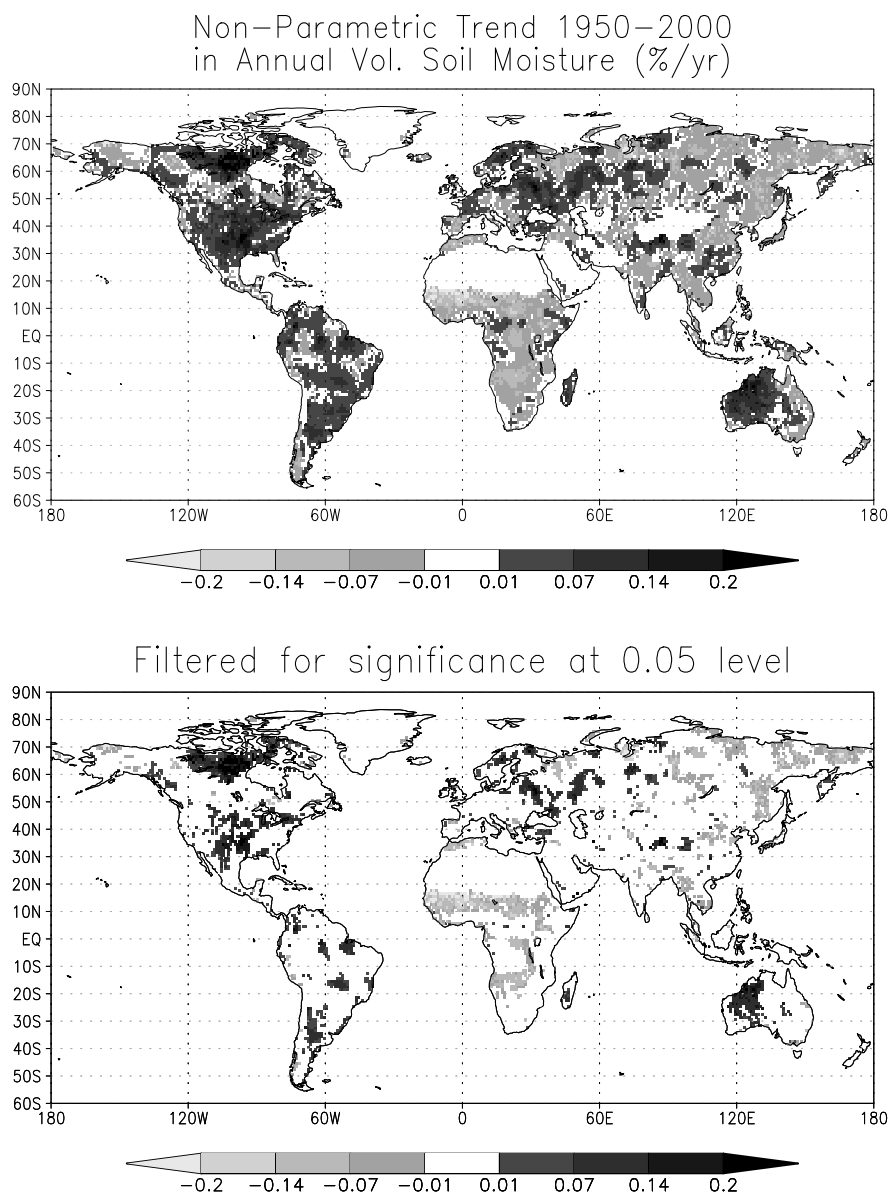 Non-Parametric Trend 1950-2000
in Annual Vol. Soil Moisture (%/yr)
90N
80N
70N
60N
50N
40N
30N
20N
10N
EQ
10S
20S
30S
40S
50S
60S
180 120W 60W 0 60E 120E 180
-0.2 -0.14 -0.07 -0.01 0.01 0.07 0.14 0.2
Filtered for significance at 0.05 level
90N
80N
70N
60N
50N
40N
30N
20N
10N
EQ
10S
20S
30S
40S
50S
60S
180 120W 60W 0 60E 120E 180
-0.2 -0.14 -0.07 -0.01 0.01 0.07 0.14 0.2